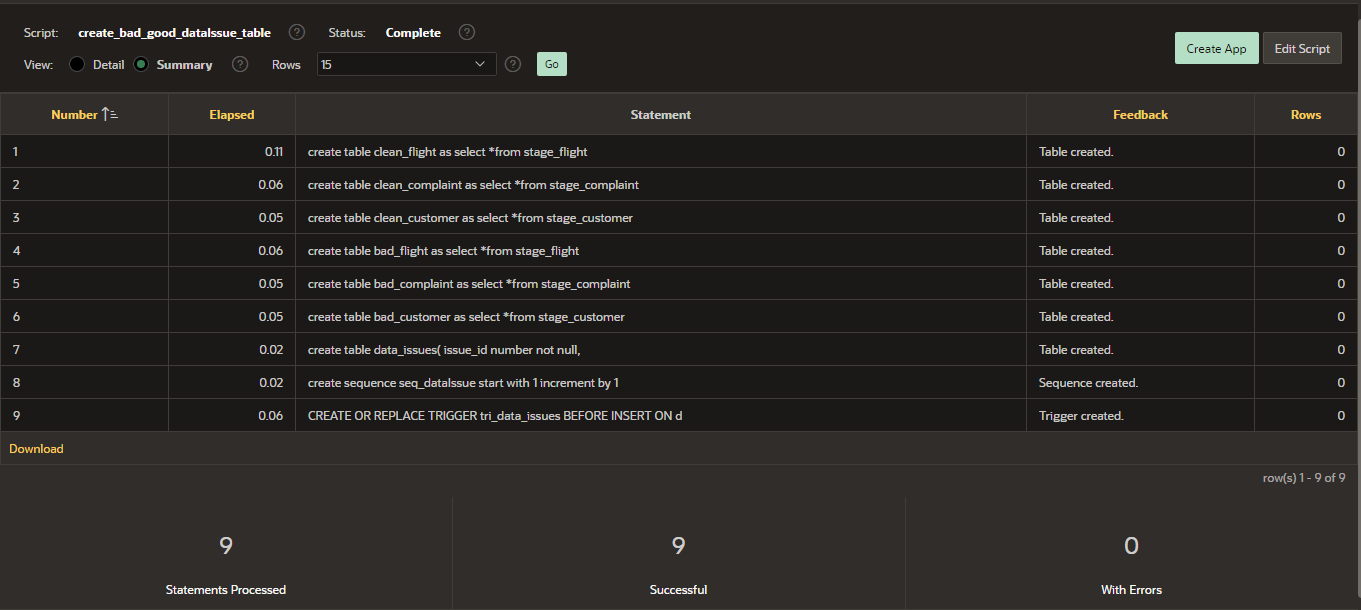 Script: create_bad_good_dataIssue_table ? Status: Complete ?
Create App Edit Script
View: Detail Summary ? Rows 15 ? Go
Number Elapsed Statement Feedback Rows
1 0.11 create table clean_flight as select *from stage_flight Table created. 0
2 0.06 create table clean_complaint as select *from stage_complaint Table created. 0
3 0.05 create table clean_customer as select *from stage_customer Table created. 0
4 0.06 create table bad_flight as select *from stage_flight Table created. 0
5 0.05 create table bad_complaint as select *from stage_complaint Table created. 0
6 0.05 create table bad_customer as select *from stage_customer Table created. 0
7 0.02 create table data_issues( issue_id number not null, Table created. 0
8 0.02 create sequence seq_dataIssue start with 1 increment by 1 Sequence created. 0
9 0.06 CREATE OR REPLACE TRIGGER tri_data_issues BEFORE INSERT ON d Trigger created. 0
Download
row(s) 1 - 9 of 9
9 9 0
Statements Processed Successful With Errors